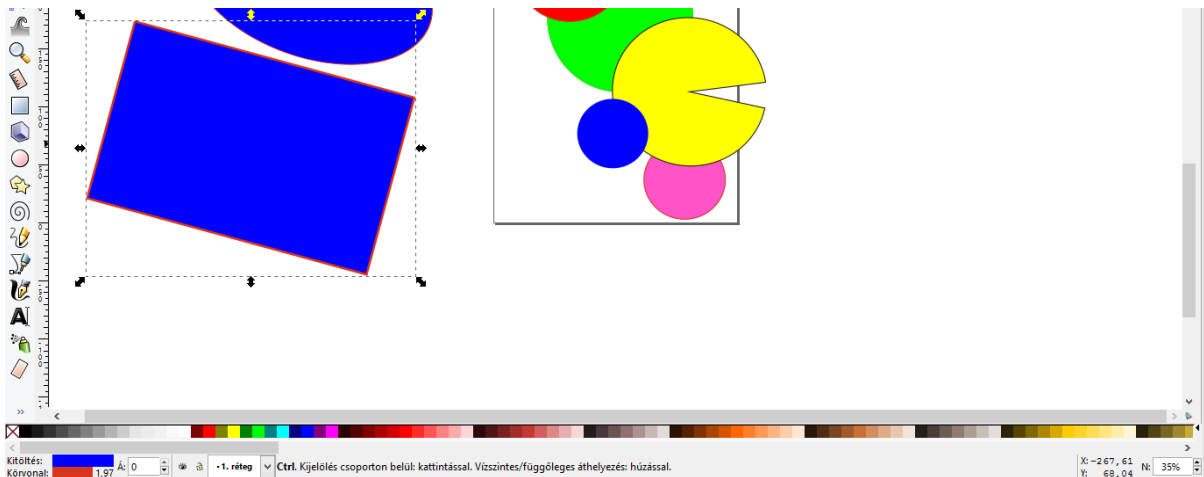 Kitöltés:
Körvonal: 1,97
Á: 0
-1. réteg
Ctrl. Kijelölés csoporton belül: kattintással. Vízszintes/függőleges áthelyezés: húzással.
X: -267,61
Y: 68,04
N: 35%